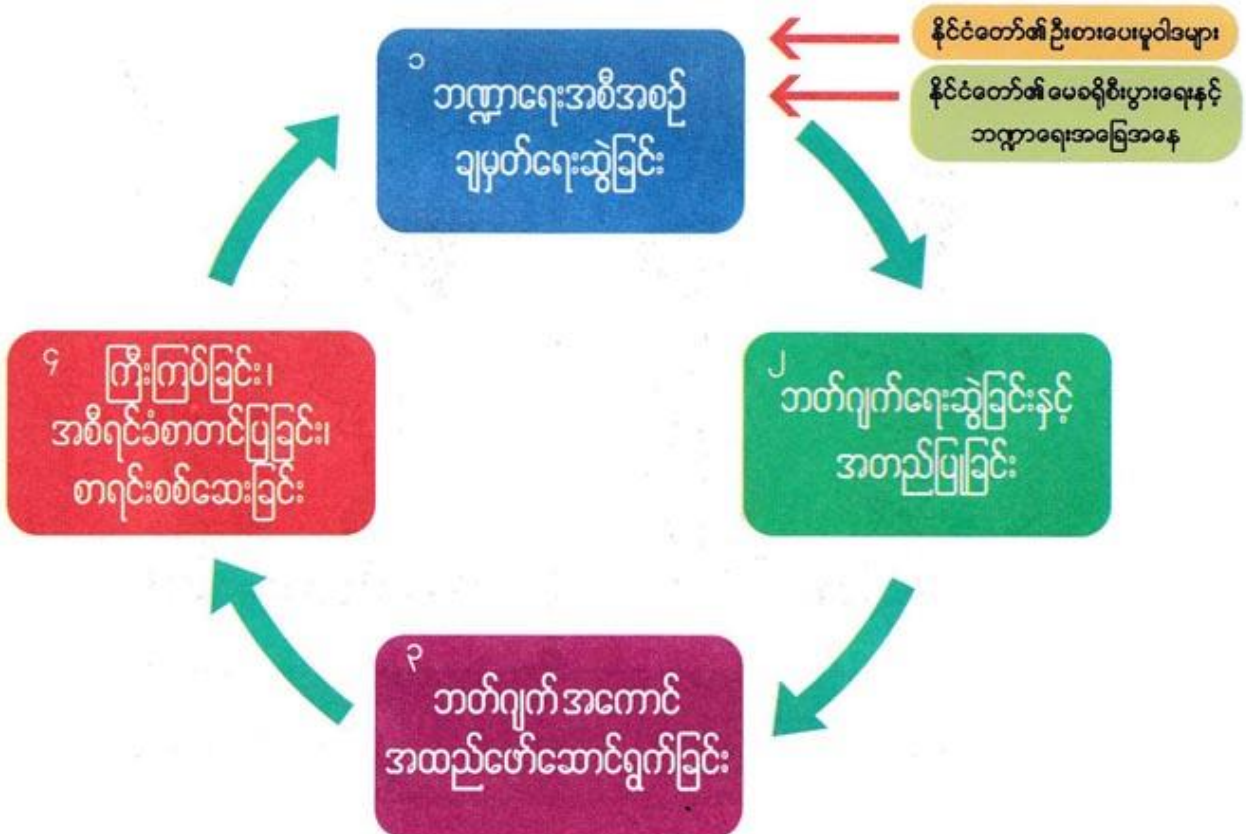 ၁
ဘဏ္ဍာရေးအစီအစဉ်
ချမှတ်ရေးဆွဲခြင်း
နိုင်ငံတော်၏ ဦးစားပေးမူဝါဒများ
နိုင်ငံတော်၏ မေခရိုစီးပွားရေးနှင့်
ဘဏ္ဍာရေးအခြေအနေ
၂
ဘတ်ဂျက်ရေးဆွဲခြင်းနှင့်
အတည်ပြုခြင်း
၃
ဘတ်ဂျက် အကောင်
အထည်ဖော်ဆောင်ရွက်ခြင်း
၄
ကြီးကြပ်ခြင်း၊
အစီရင်ခံစာတင်ပြခြင်း၊
စာရင်းစစ်ဆေးခြင်း